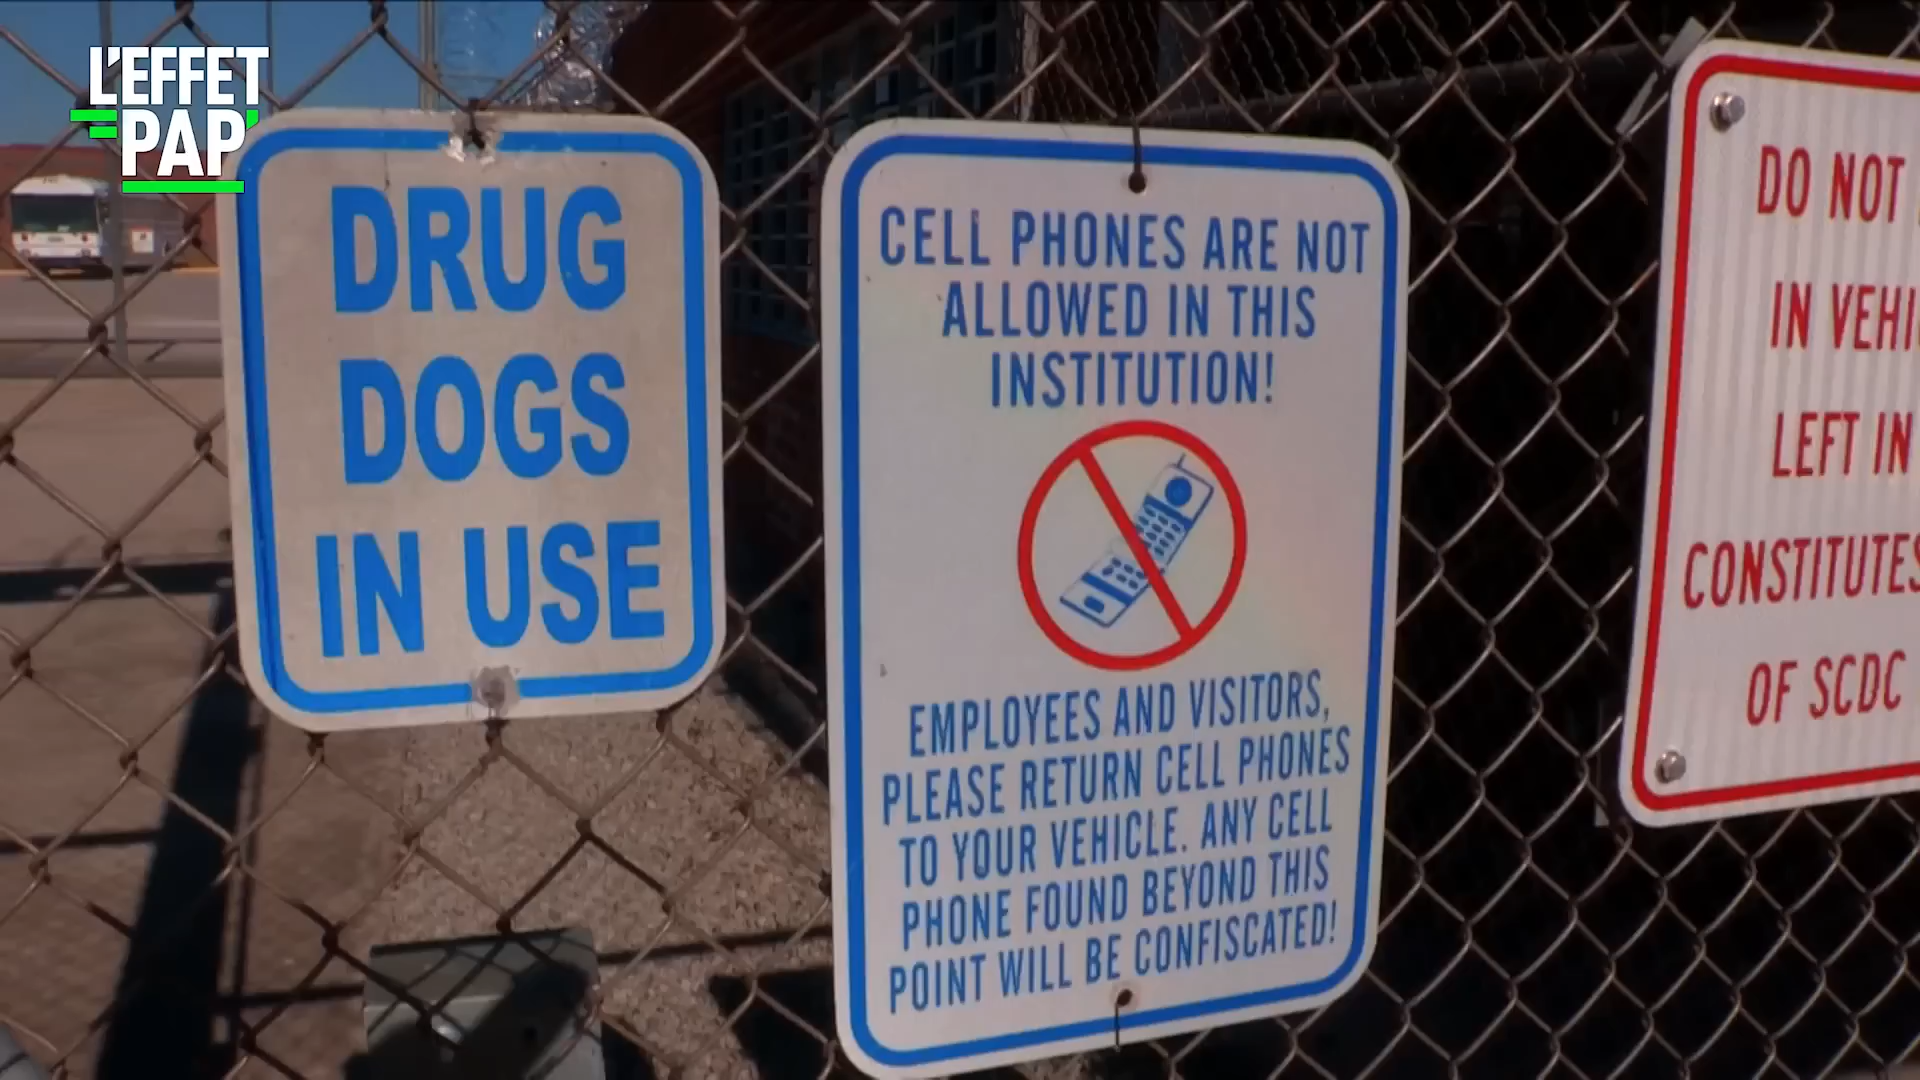 L'EFFET
PAP
DRUG
DOGS
IN USE
CELL PHONES ARE NOT
ALLOWED IN THIS
INSTITUTION!
EMPLOYEES AND VISITORS,
PLEASE RETURN CELL PHONES
TO YOUR VEHICLE. ANY CELL
PHONE FOUND BEYOND THIS
POINT WILL BE CONFISCATED!
DO NOT
IN VEHI
LEFT IN
CONSTITUTES
OF SCDC